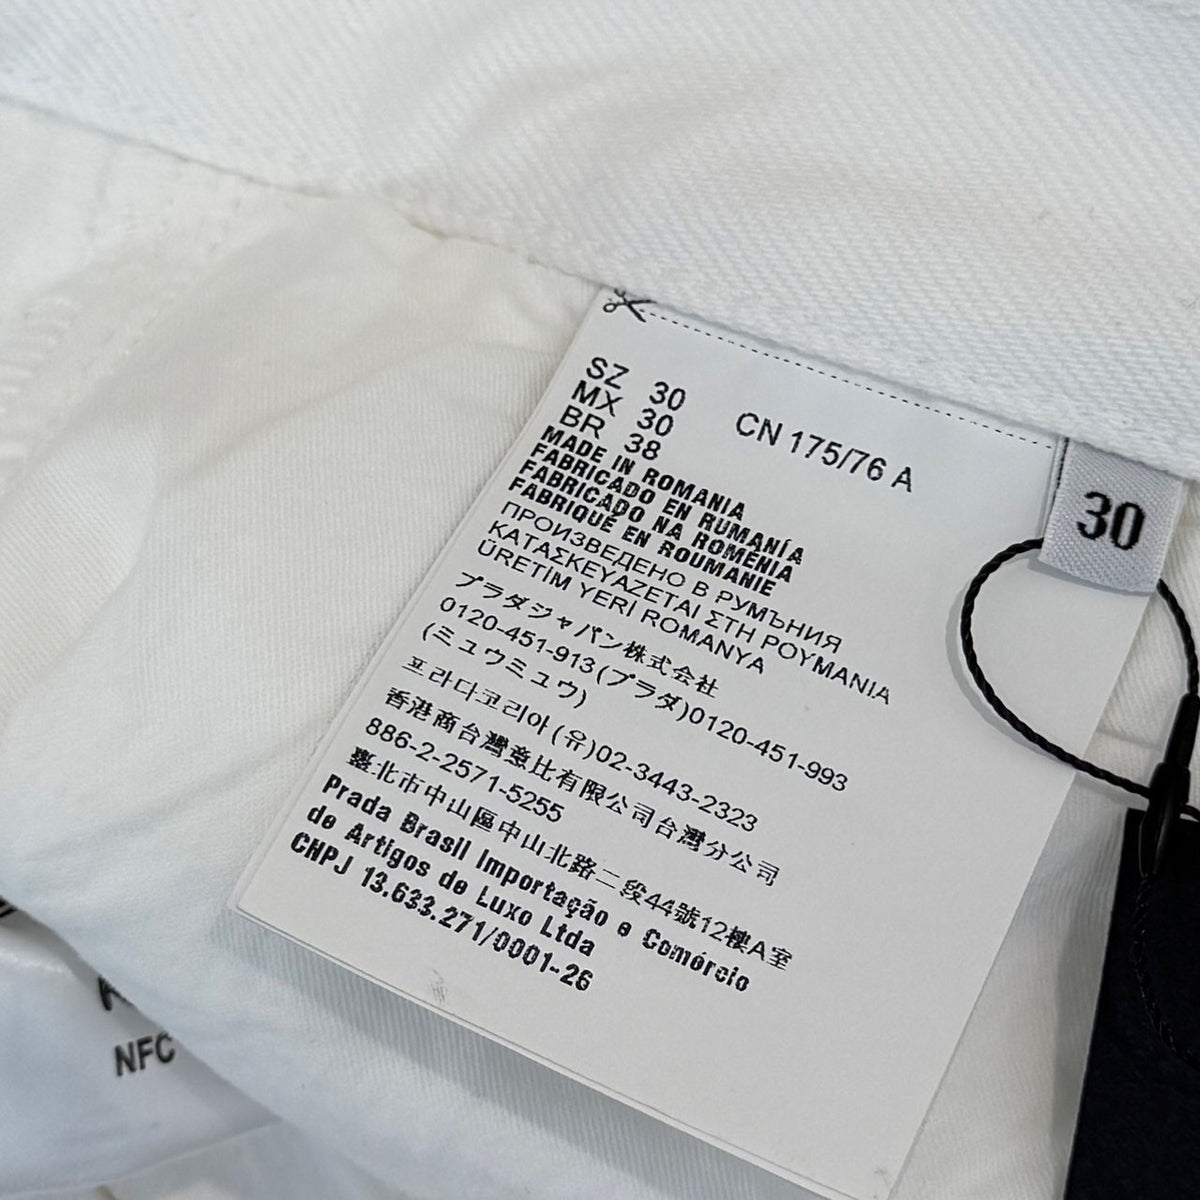 SZ 30
MX 30
BR 38
CN 175/76 A
MADE IN ROMANIA
FABRICADO EN RUMANÍA
FABRICADO NA ROMÉNIA
FABRIQUÉ EN ROUMANIE
ПРОИЗВЕДЕНО В РУМЪНИЯ
ΚΑΤΑΣΚΕΥΑΖΕΤΑΙ ΣΤΗ ΡΟΥΜΑΝΙΑ
ÜRETİM YERİ ROMANYA
プラダジャパン株式会社
0120-451-913(プラダ)0120-451-993
(ミュウミュウ)
프라다코리아(유)02-3443-2323
香港商台灣意比有限公司台灣分公司
886-2-2571-5255
臺北市中山區中山北路二段44號12樓A室
Prada Brasil Importação e Comércio
de Artigos de Luxo Ltda
CHPJ 13.633.271/0001-26
30
NFC